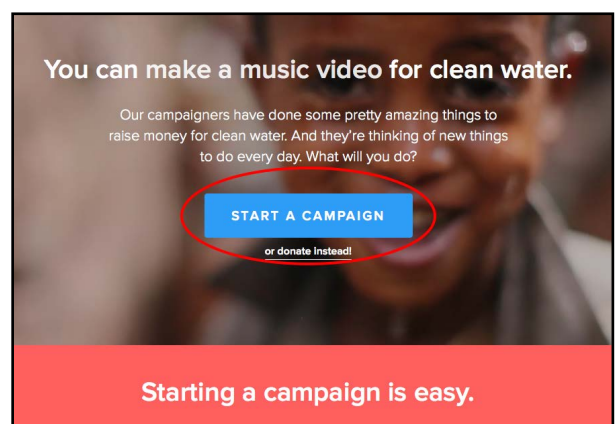 You can make a music video for clean water.
Our campaigners have done some pretty amazing things to
raise money for clean water. And they're thinking of new things
to do every day. What will you do?
START A CAMPAIGN
or donate instead!
Starting a campaign is easy.